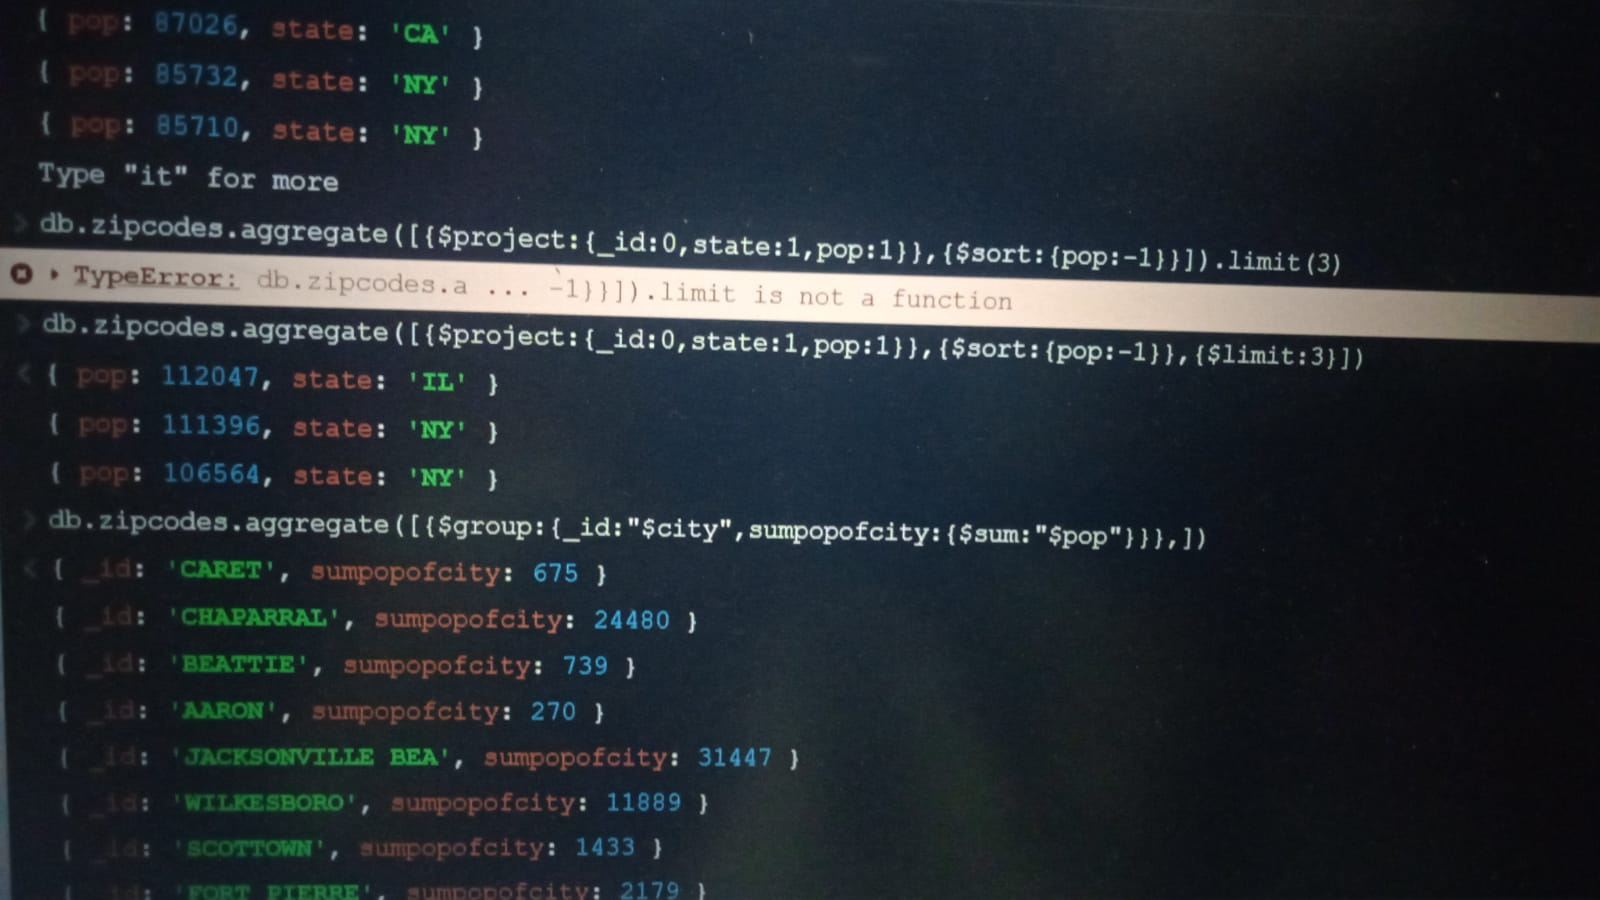 { pop: 87026, state: 'CA' }
{ pop: 85732, state: 'NY' }
{ pop: 85710, state: 'NY' }
Type "it" for more
> db.zipcodes.aggregate([{$project:{_id:0,state:1,pop:1}},{$sort:{pop:-1}}]).limit(3)
TypeError: db.zipcodes.a ... -1}}]).limit is not a function
> db.zipcodes.aggregate([{$project:{_id:0,state:1,pop:1}},{$sort:{pop:-1}},{$limit:3}])
< { pop: 112047, state: 'IL' }
{ pop: 111396, state: 'NY' }
{ pop: 106564, state: 'NY' }
> db.zipcodes.aggregate([{$group:{_id:"$city",sumpopofcity:{$sum:"$pop"}}},])
< { _id: 'CARET', sumpopofcity: 675 }
{ _id: 'CHAPARRAL', sumpopofcity: 24480 }
{ _id: 'BEATTIE', sumpopofcity: 739 }
{ _id: 'AARON', sumpopofcity: 270 }
{ _id: 'JACKSONVILLE BEA', sumpopofcity: 31447 }
{ _id: 'WILKESBORO', sumpopofcity: 11889 }
{ _id: 'SCOTTOWN', sumpopofcity: 1433 }
{ _id: 'FORT PIERRE', sumpopofcity: 2179 }